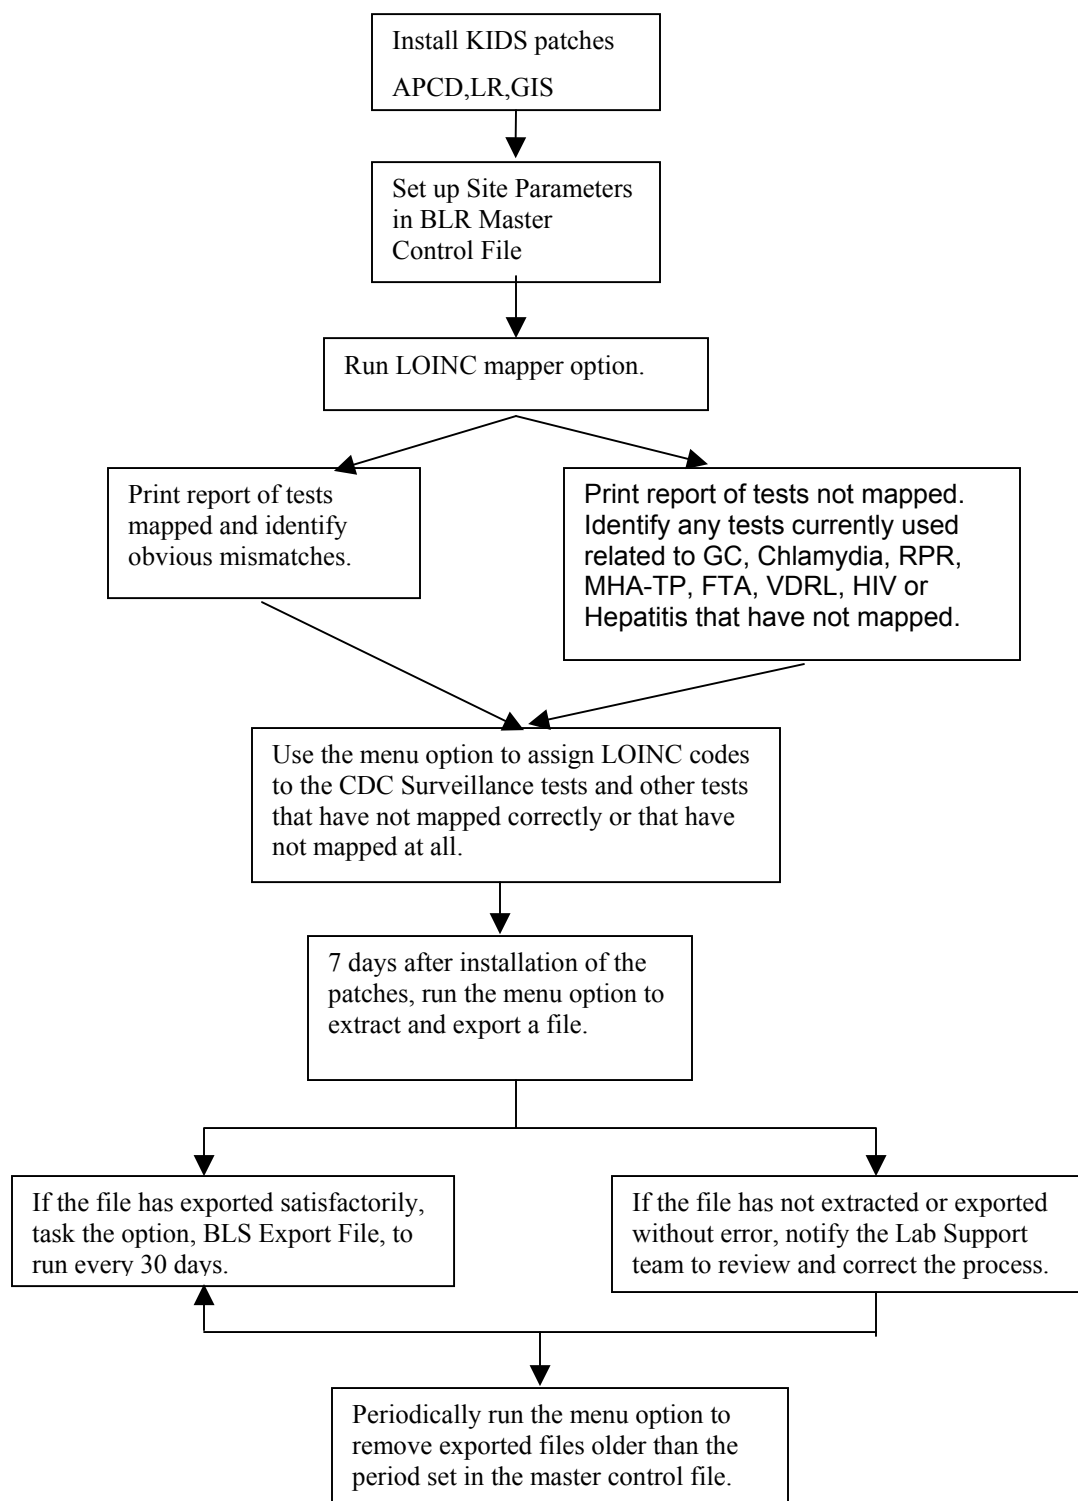 Install KIDS patches
APCD,LR,GIS
Set up Site Parameters
in BLR Master
Control File
Run LOINC mapper option.
Print report of tests
mapped and identify
obvious mismatches.
Print report of tests not mapped.
Identify any tests currently used
related to GC, Chlamydia, RPR,
MHA-TP, FTA, VDRL, HIV or
Hepatitis that have not mapped.
Use the menu option to assign LOINC codes
to the CDC Surveillance tests and other tests
that have not mapped correctly or that have
not mapped at all.
7 days after installation of the
patches, run the menu option to
extract and export a file.
If the file has exported satisfactorily,
task the option, BLS Export File, to
run every 30 days.
If the file has not extracted or exported
without error, notify the Lab Support
team to review and correct the process.
Periodically run the menu option to
remove exported files older than the
period set in the master control file.